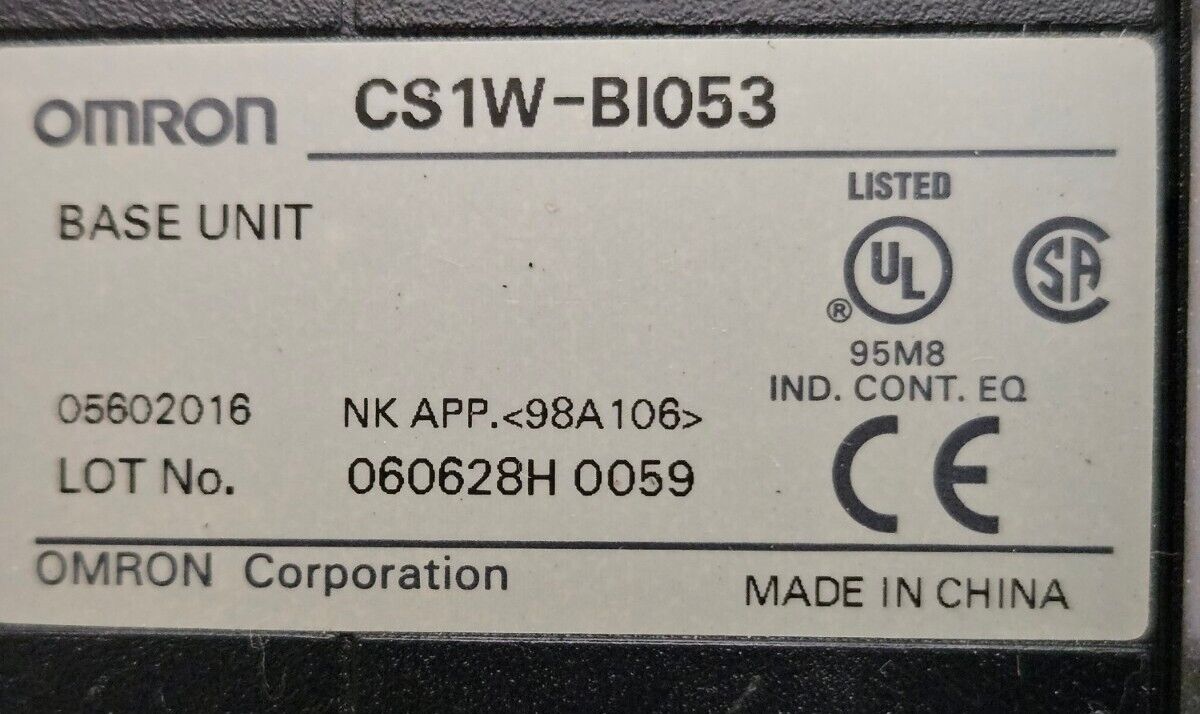 OMRON CS1W-BI053
BASE UNIT
LISTED
UL
SA
®
95M8
IND. CONT. EQ
05602016 NK APP.<98A106>
LOT No. 060628H 0059
CE
OMRON Corporation
MADE IN CHINA